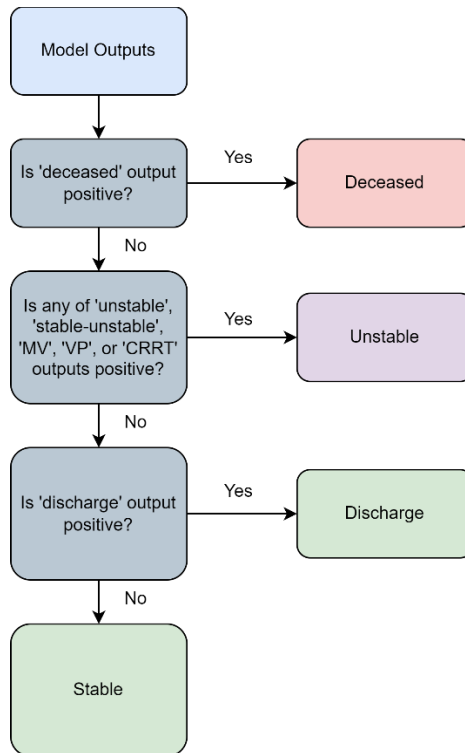 Model Outputs
Is 'deceased' output
positive?
Yes
Deceased
No
Is any of 'unstable',
'stable-unstable',
'MV', 'VP', or 'CRRT'
outputs positive?
Yes
Unstable
No
Is 'discharge' output
positive?
Yes
Discharge
No
Stable